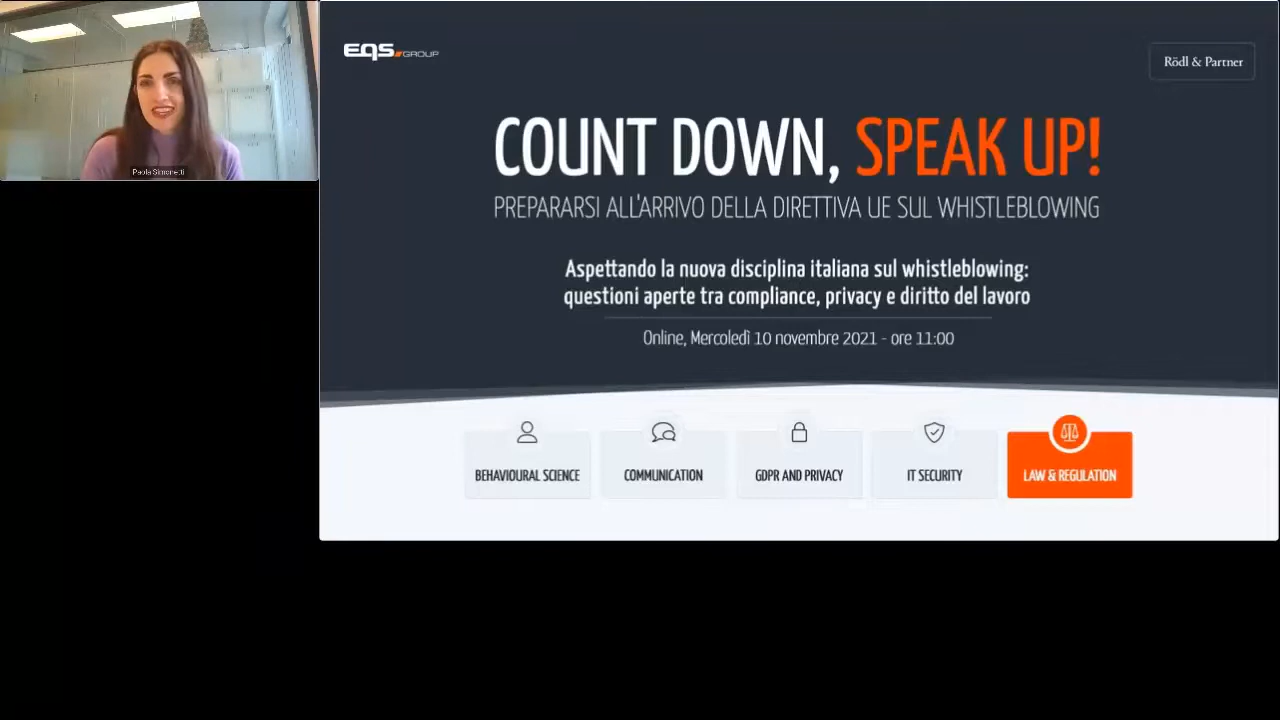 Paola Simonetti
EQS GROUP
Rödl & Partner
COUNT DOWN, SPEAK UP!
PREPARARSI ALL'ARRIVO DELLA DIRETTIVA UE SUL WHISTLEBLOWING
Aspettando la nuova disciplina italiana sul whistleblowing:
questioni aperte tra compliance, privacy e diritto del lavoro
Online, Mercoledì 10 novembre 2021 - ore 11:00
BEHAVIOURAL SCIENCE
COMMUNICATION
GDPR AND PRIVACY
IT SECURITY
LAW & REGULATION